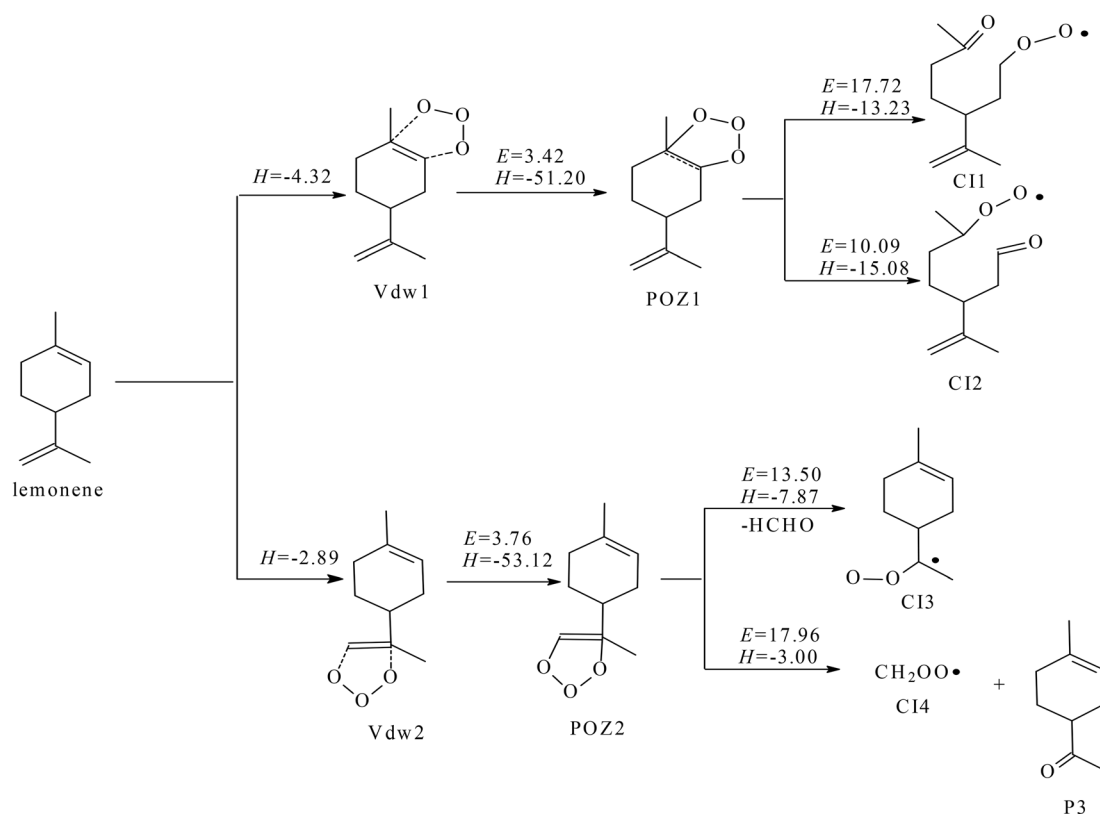 O
O
O •
E=17.72
H=-13.23
CI1
O
O
O
H=-4.32
Vdw1
E=3.42
H=-51.20
O
O
O
POZ1
O
O •
O
E=10.09
H=-15.08
CI2
lemonene
H=-2.89
O
O
O
Vdw2
E=3.76
H=-53.12
O
O
O
POZ2
E=13.50
H=-7.87
-HCHO
O
O
•
CI3
E=17.96
H=-3.00
CH₂OO•
CI4
+
O
P3